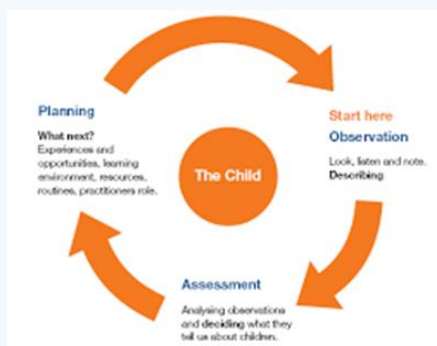 Planning
What next?
Experiences and
opportunities, learning
environment, resources,
routines, practitioners role.
Start here
Observation
Look, listen and note.
Describing
The Child
Assessment
Analysing observations
and deciding what they
tell us about children.